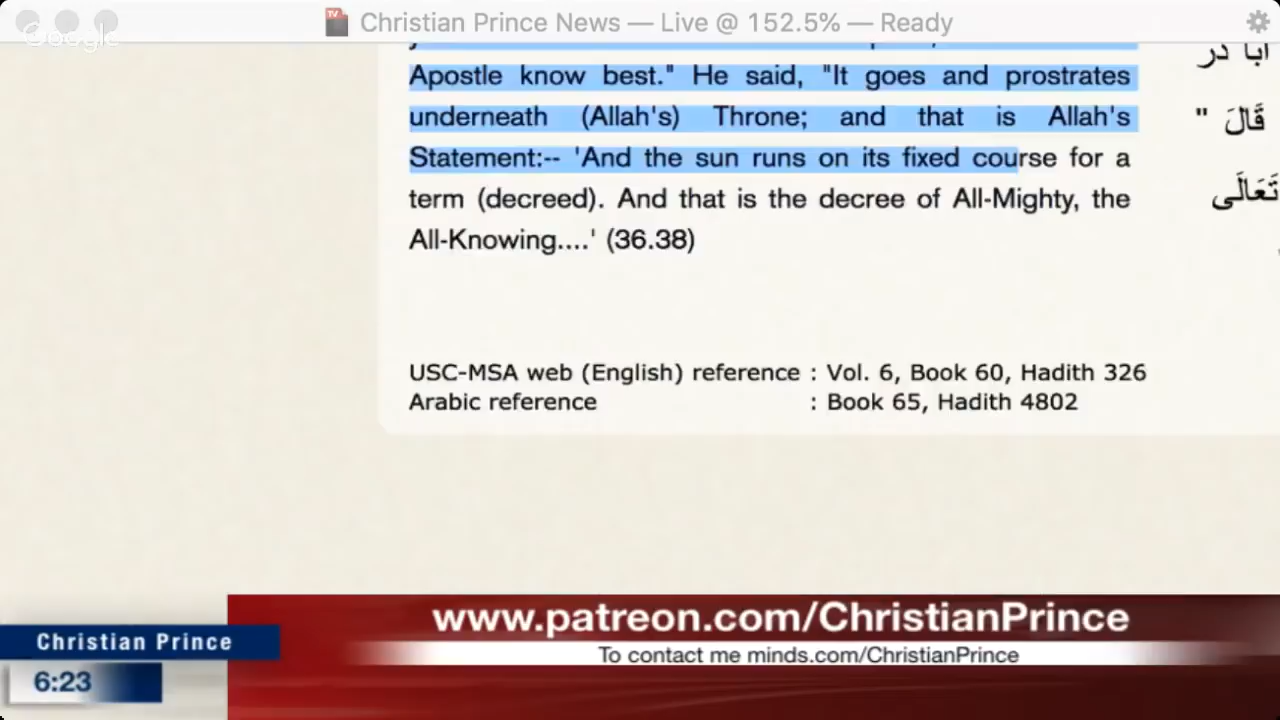 Christian Prince News — Live @ 152.5% — Ready
Google
Apostle know best." He said, "It goes and prostrates
underneath (Allah's) Throne; and that is Allah's
Statement:-- 'And the sun runs on its fixed course for a
term (decreed). And that is the decree of All-Mighty, the
All-Knowing....' (36.38)
أبا ذر
قَالَ "
تَعَالَى
USC-MSA web (English) reference : Vol. 6, Book 60, Hadith 326
Arabic reference : Book 65, Hadith 4802
www.patreon.com/ChristianPrince
To contact me minds.com/ChristianPrince
Christian Prince
6:23